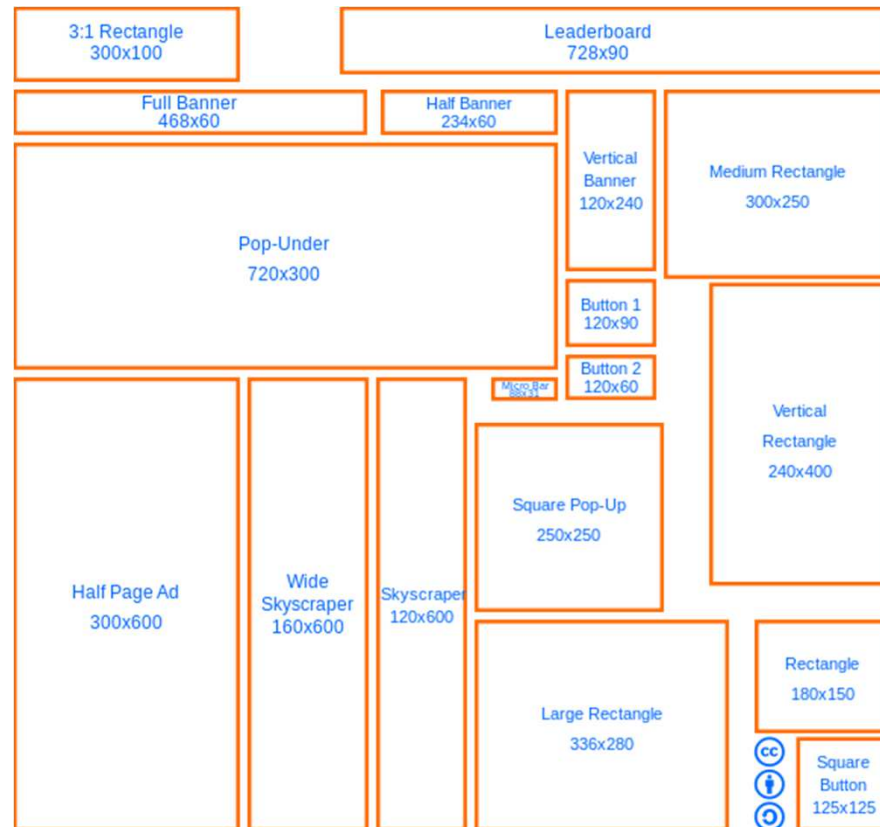 3:1 Rectangle
300x100
Leaderboard
728x90
Full Banner
468x60
Half Banner
234x60
Vertical
Banner
120x240
Medium Rectangle
300x250
Pop-Under
720x300
Button 1
120x90
Button 2
120x60
Micro Bar
88x31
Vertical
Rectangle
240x400
Square Pop-Up
250x250
Half Page Ad
300x600
Wide
Skyscraper
160x600
Skyscraper
120x600
Large Rectangle
336x280
Rectangle
180x150
cc
Square
Button
125x125